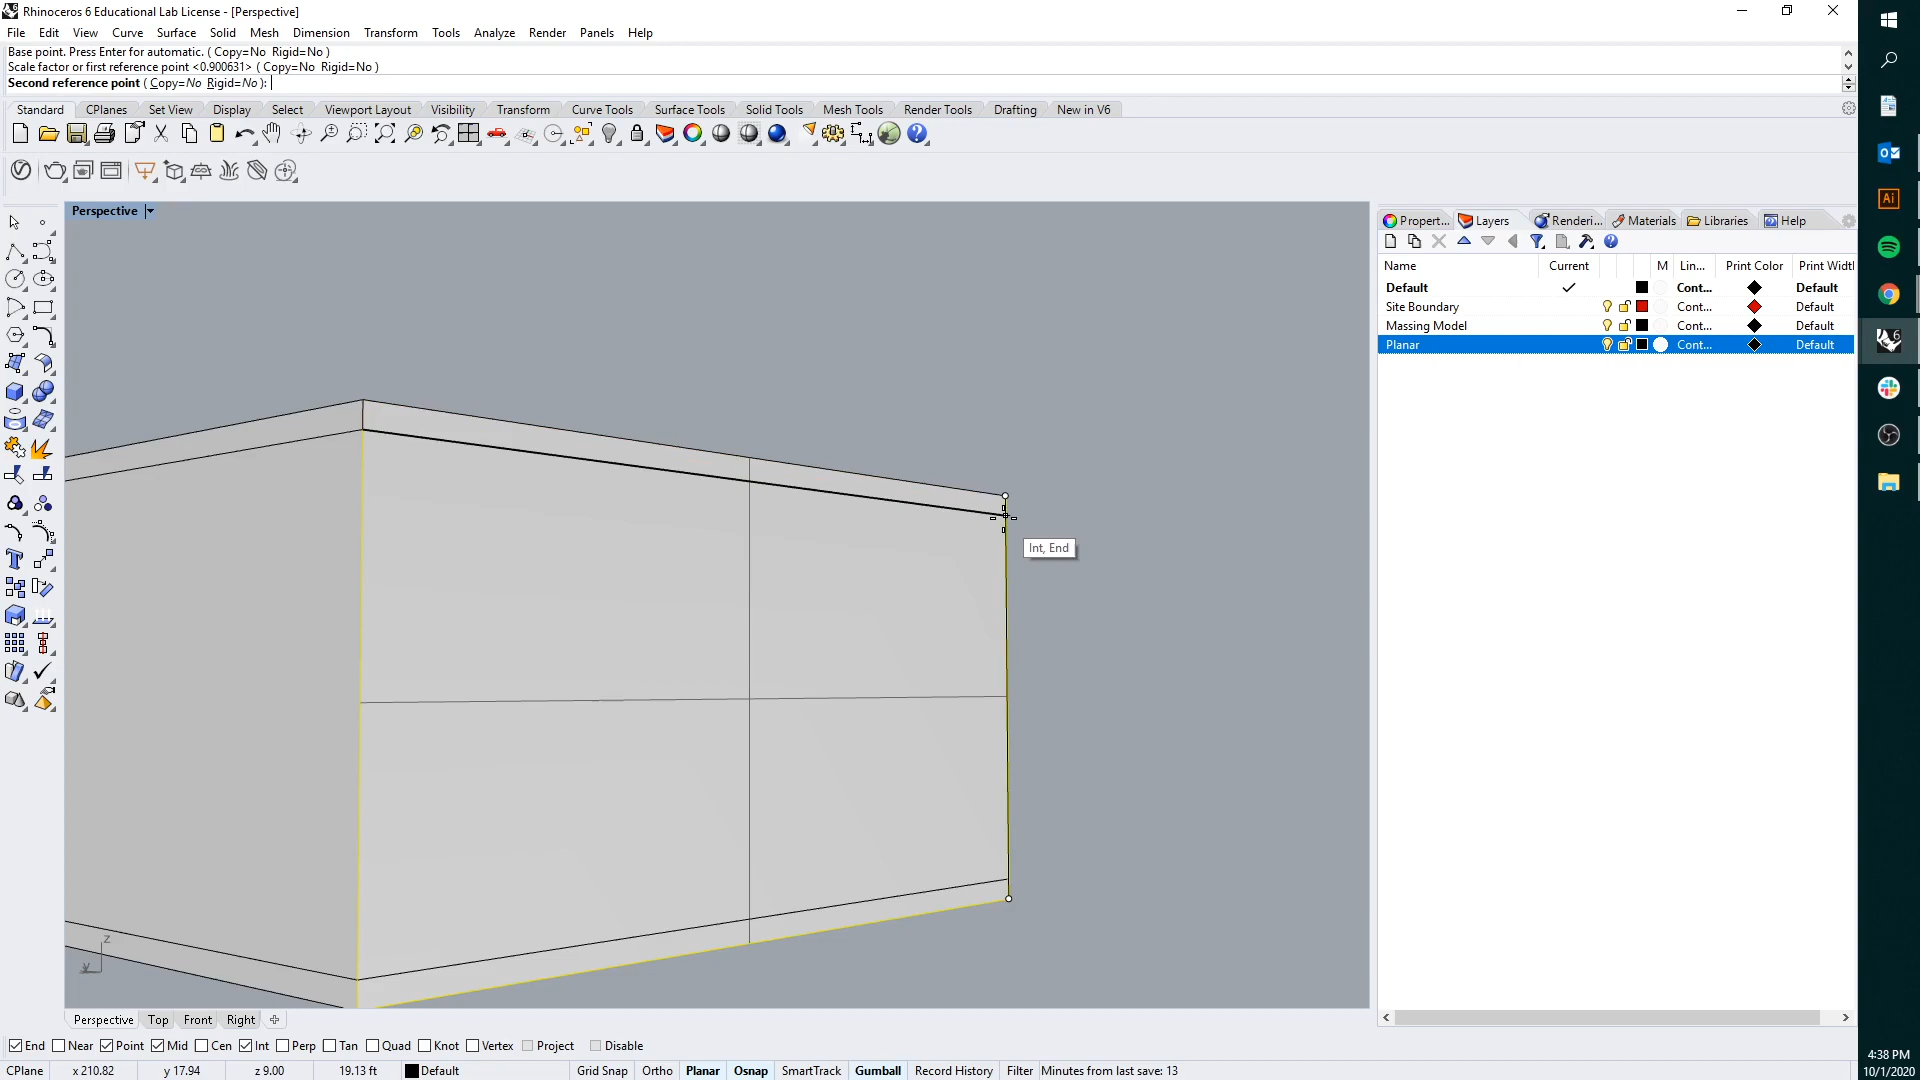 Rhinoceros 6 Educational Lab License - [Perspective]
File Edit View Curve Surface Solid Mesh Dimension Transform Tools Analyze Render Panels Help
Base point. Press Enter for automatic. ( Copy=No Rigid=No )
Scale factor or first reference point <0.900631> ( Copy=No Rigid=No )
Second reference point ( Copy=No Rigid=No ):
Standard CPlanes Set View Display Select Viewport Layout Visibility Transform Curve Tools Surface Tools Solid Tools Mesh Tools Render Tools Drafting New in V6
Perspective
Propert... Layers Renderi... Materials Libraries Help
Name Current M Lin... Print Color Print Widt
Default Cont... Default
Site Boundary Cont... Default
Massing Model Cont... Default
Planar Cont... Default
Int, End
z
y
Perspective Top Front Right
End Near Point Mid Cen Int Perp Tan Quad Knot Vertex Project Disable
CPlane x 210.82 y 17.94 z 9.00 19.13 ft Default Grid Snap Ortho Planar Osnap SmartTrack Gumball Record History Filter Minutes from last save: 13
Ai
6
4:38 PM
10/1/2020